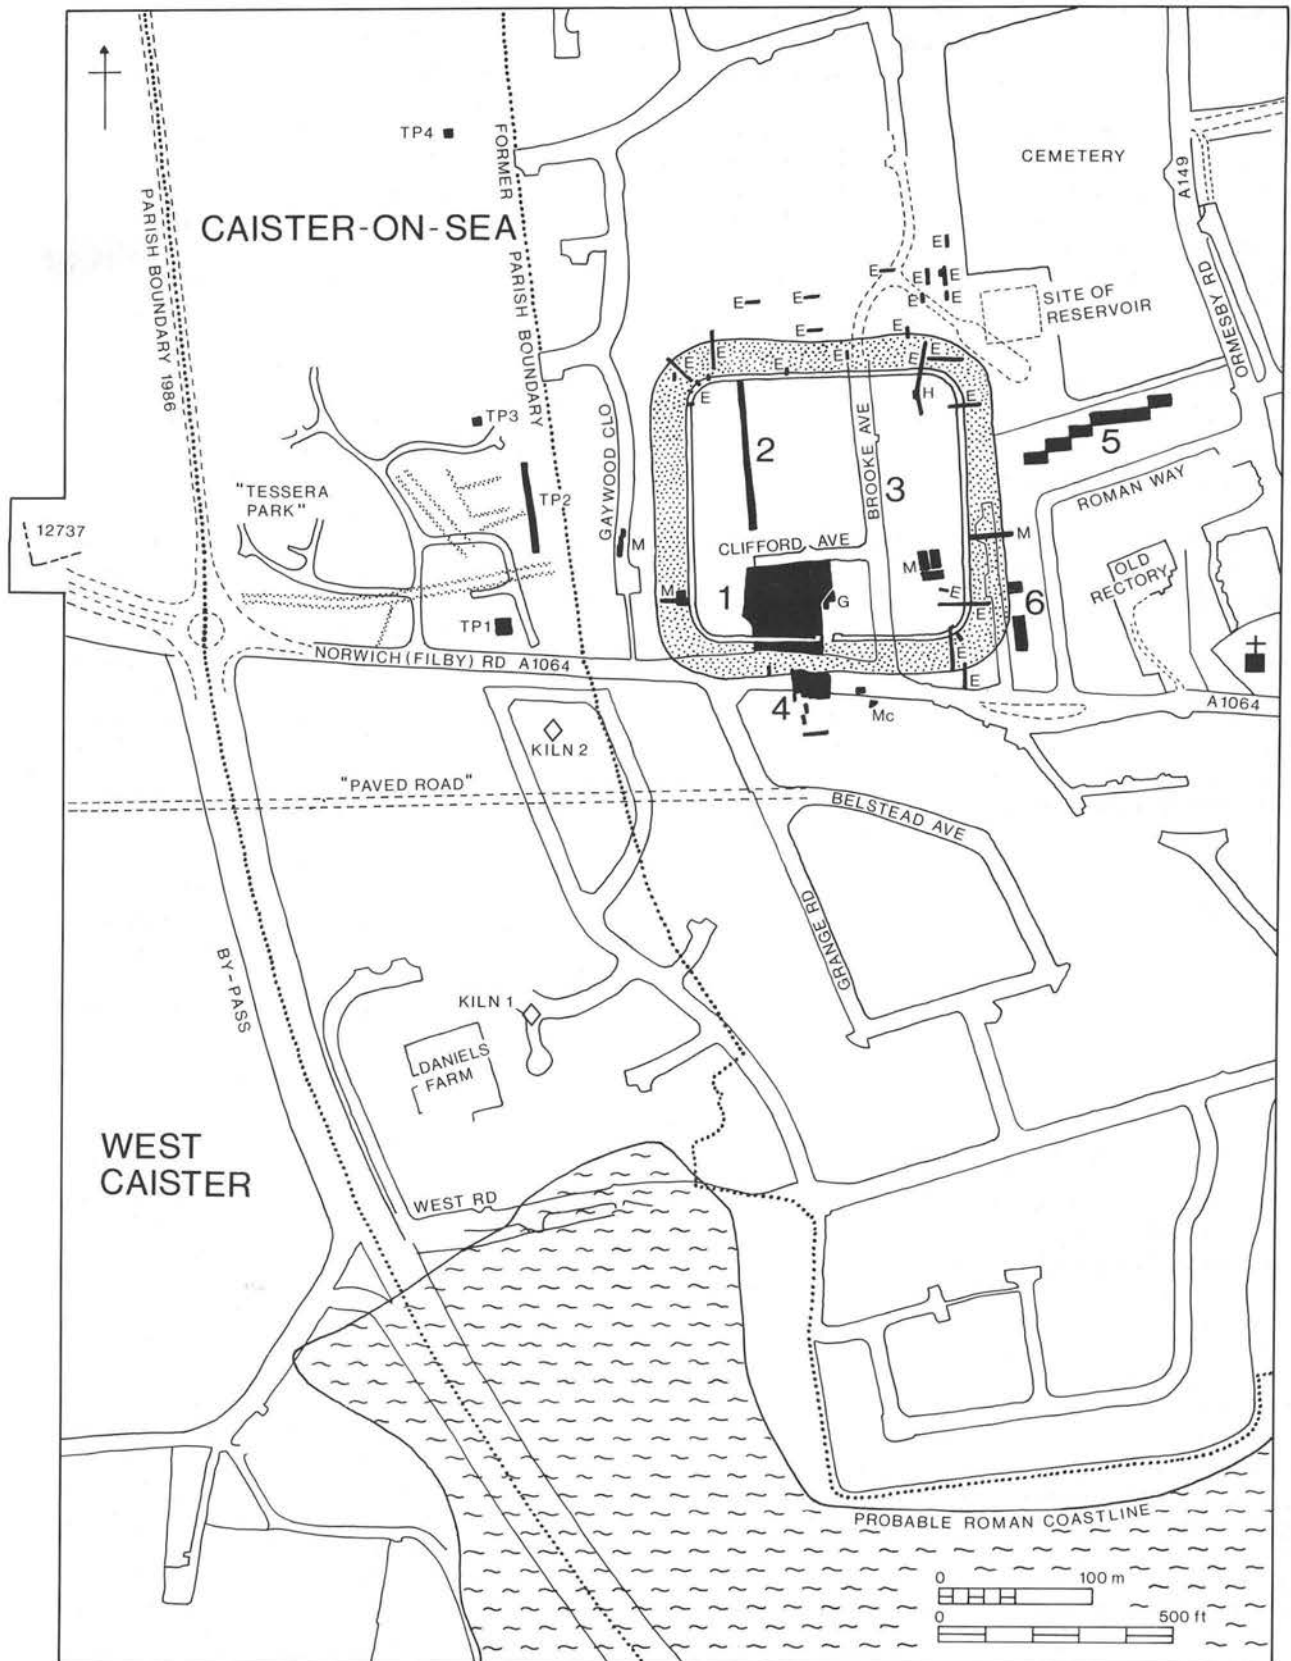 TP4
FORMER PARISH BOUNDARY
CEMETERY
A149
PARISH BOUNDARY 1986
CAISTER-ON-SEA
E
E
E
E
E
E
E
E
E
SITE OF
RESERVOIR
ORMESBY RD
E
E
E
E
E
E
E
E
H
E
TP3
GAYWOOD CLO
2
BROOKE AVE
3
5
"TESSERA
PARK"
TP2
ROMAN WAY
12737
M
CLIFFORD AVE
M
OLD
RECTORY
M
M
E
E
1
G
6
TP1
NORWICH (FILBY) RD A1064
E
E
E
4
Mc
A1064
KILN 2
"PAVED ROAD"
BELSTEAD AVE
GRANGE RD
BY-PASS
KILN 1
DANIELS
FARM
WEST
CAISTER
WEST RD
PROBABLE ROMAN COASTLINE
0 100 m
0 500 ft